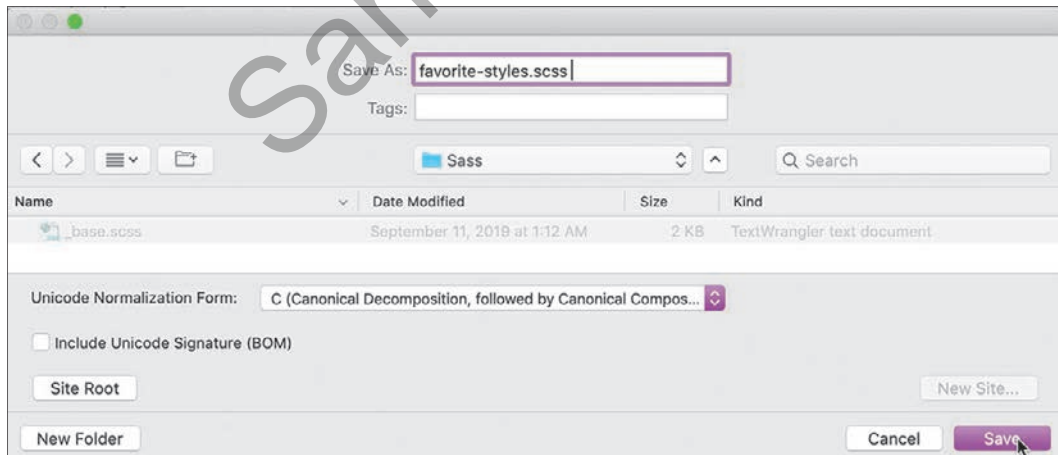 Save As: favorite-styles.scss
Tags:
Sass
Search
Name Date Modified Size Kind
_base.scss September 11, 2019 at 1:12 AM 2 KB TextWrangler text document
Unicode Normalization Form: C (Canonical Decomposition, followed by Canonical Compos...
Include Unicode Signature (BOM)
Site Root New Site...
New Folder Cancel Save